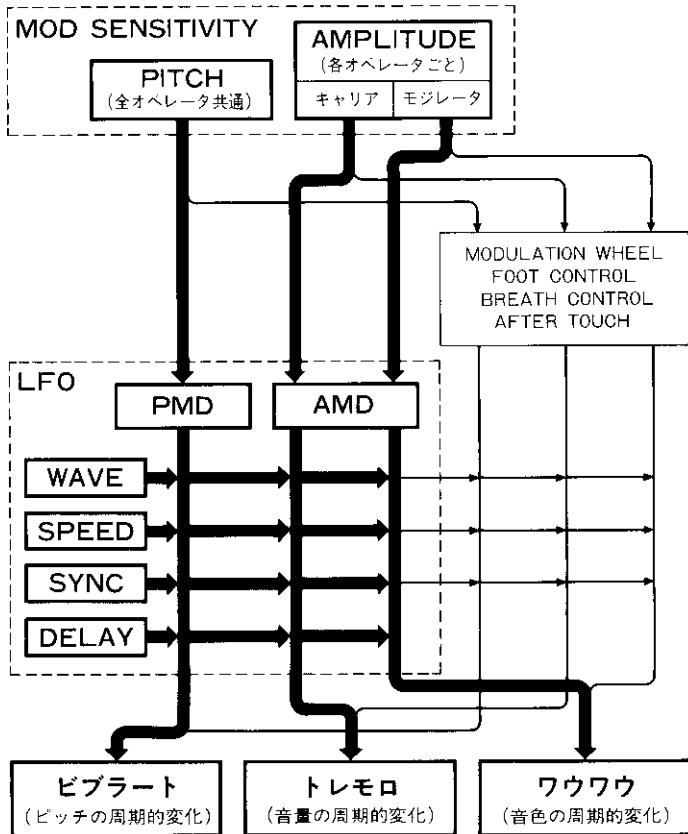 MOD SENSITIVITY
PITCH
(全オペレータ共通)
AMPLITUDE
(各オペレータごと)
キャリア
モジレータ
MODULATION WHEEL
FOOT CONTROL
BREATH CONTROL
AFTER TOUCH
LFO
PMD
AMD
WAVE
SPEED
SYNC
DELAY
ビブラート
(ピッチの周期的変化)
トレモロ
(音量の周期的変化)
ワウワウ
(音色の周期的変化)